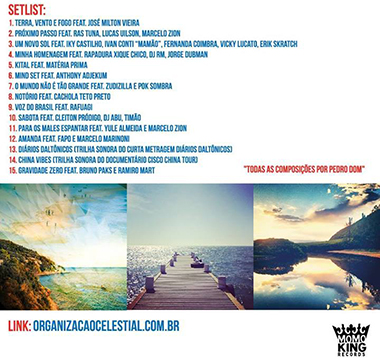 SETLIST:
1. TERRA, VENTO E FOGO FEAT. JOSÉ MILTON VIEIRA
2. PRÓXIMO PASSO FEAT. RAS TUNA, LUCAS UILSON, MARCELO ZION
3. UM NOVO SOL FEAT. IKY CASTILHO, IVAN CONTI "MAMÃO", FERNANDA COIMBRA, VICKY LUCATO, ERIK SKRATCH
4. MINHA HOMENAGEM FEAT. RAPADURA XIQUE CHICO, DJ RM, JORGE DUBMAN
5. KITAL FEAT. MATÉRIA PRIMA
6. MIND SET FEAT. ANTHONY ADJEKUM
7. O MUNDO NÃO É TÃO GRANDE FEAT. ZUDIZILLA E POK SOMBRA
8. NOTÓRIO FEAT. CACHOLA TETO PRETO
9. VOZ DO BRASIL FEAT. RAFUAGI
10. SABOTA FEAT. CLEITON PRÓDIGO, DJ ABU, TIMÃO
11. PARA OS MALES ESPANTAR FEAT. YULE ALMEIDA E MARCELO ZION
12. AMANDA FEAT. FAPO E MARCELO MARINONI
13. DIÁRIOS DALTÔNICOS (TRILHA SONORA DO CURTA METRAGEM DIÁRIOS DALTÔNICOS)
14. CHINA VIBES (TRILHA SONORA DO DOCUMENTÁRIO CISCO CHINA TOUR)
15. GRAVIDADE ZERO FEAT. BRUNO PAKS E RAMIRO MART
"TODAS AS COMPOSIÇÕES POR PEDRO DOM"
LINK: ORGANIZACAOCELESTIAL.COM.BR
MOMO
KING
RECORDS